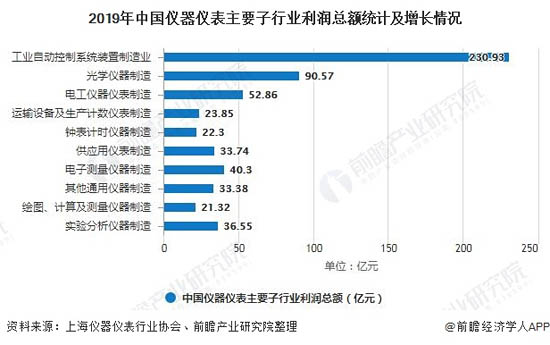 2019年中国仪器仪表主要子行业利润总额统计及增长情况
工业自动控制系统装置制造业 230.93
光学仪器制造 90.57
电工仪器仪表制造 52.86
运输设备及生产计数仪表制造 23.85
钟表计时仪器制造 22.3
供应用仪表制造 33.74
电子测量仪器制造 40.3
其他通用仪器制造 33.38
绘图、计算及测量仪器制造 21.32
实验分析仪器制造 36.55
0 50 100 150 200 250
单位：亿元
中国仪器仪表主要子行业利润总额（亿元）
资料来源：上海仪器仪表行业协会、前瞻产业研究院整理 @前瞻经济学人APP
前瞻产业研究院